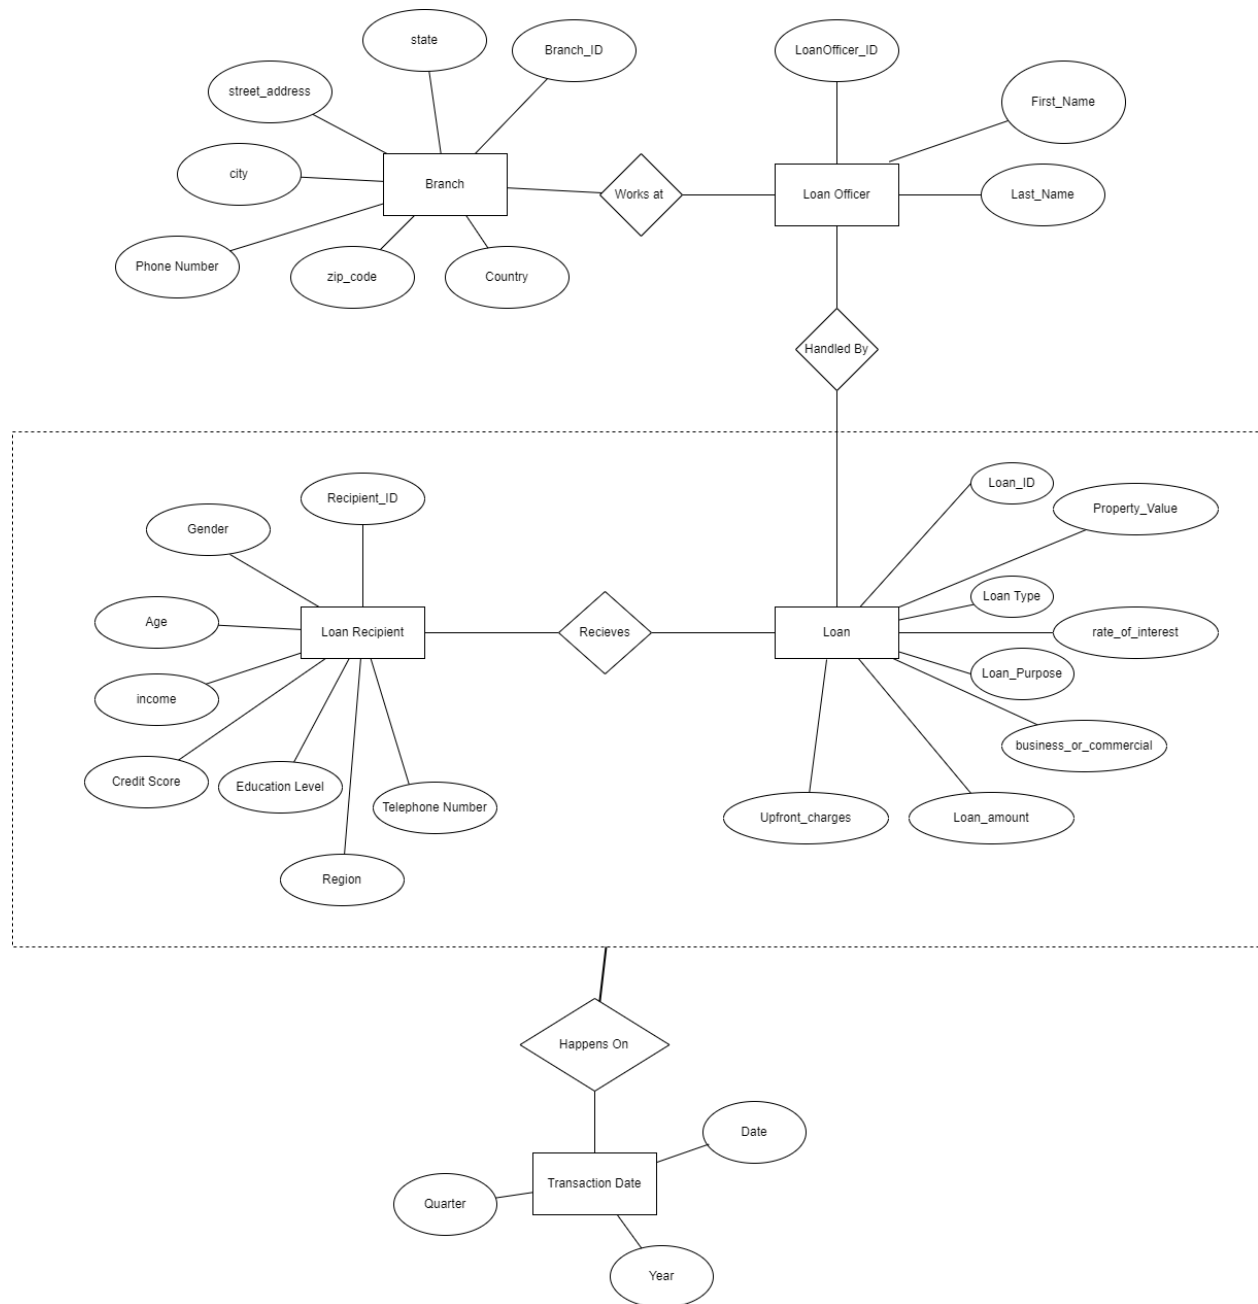 state
Branch_ID
LoanOfficer_ID
street_address
First_Name
city
Branch
Works at
Loan Officer
Last_Name
Phone Number
zip_code
Country
Handled By
Recipient_ID
Loan_ID
Gender
Property_Value
Age
Loan Type
Loan Recipient
Recieves
Loan
rate_of_interest
income
Loan_Purpose
business_or_commercial
Credit Score
Education Level
Telephone Number
Upfront_charges
Loan_amount
Region
Happens On
Date
Transaction Date
Quarter
Year